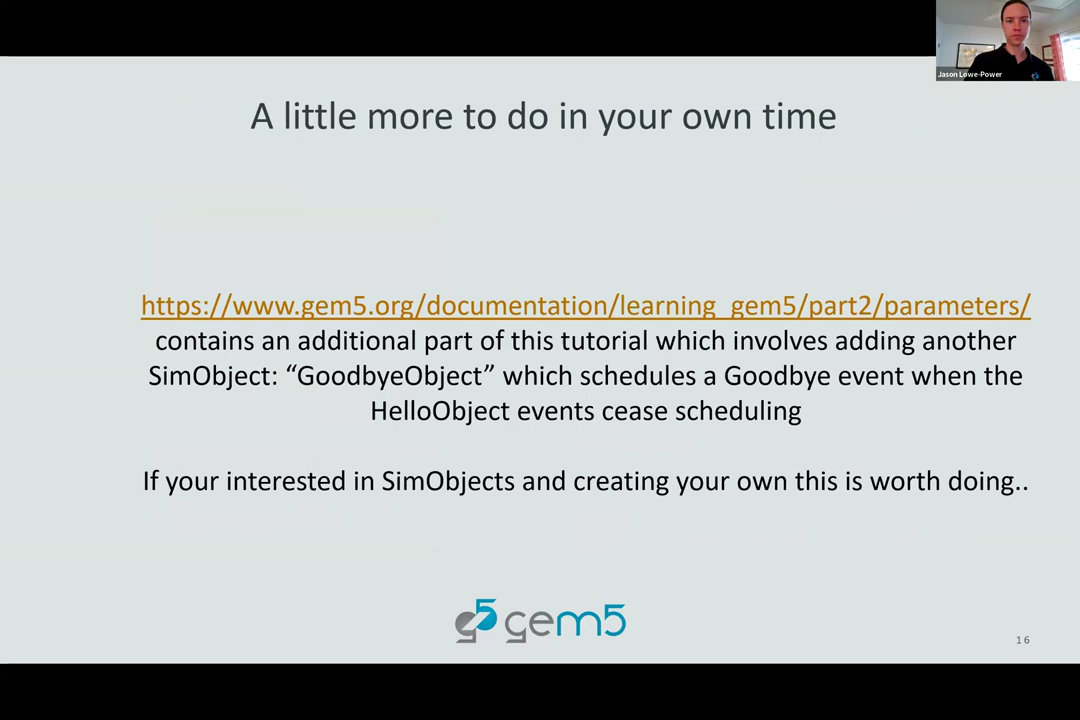 Jason Lowe-Power
A little more to do in your own time
https://www.gem5.org/documentation/learning_gem5/part2/parameters/
contains an additional part of this tutorial which involves adding another
SimObject: “GoodbyeObject” which schedules a Goodbye event when the
HelloObject events cease scheduling
If your interested in SimObjects and creating your own this is worth doing..
g5 gem5
16